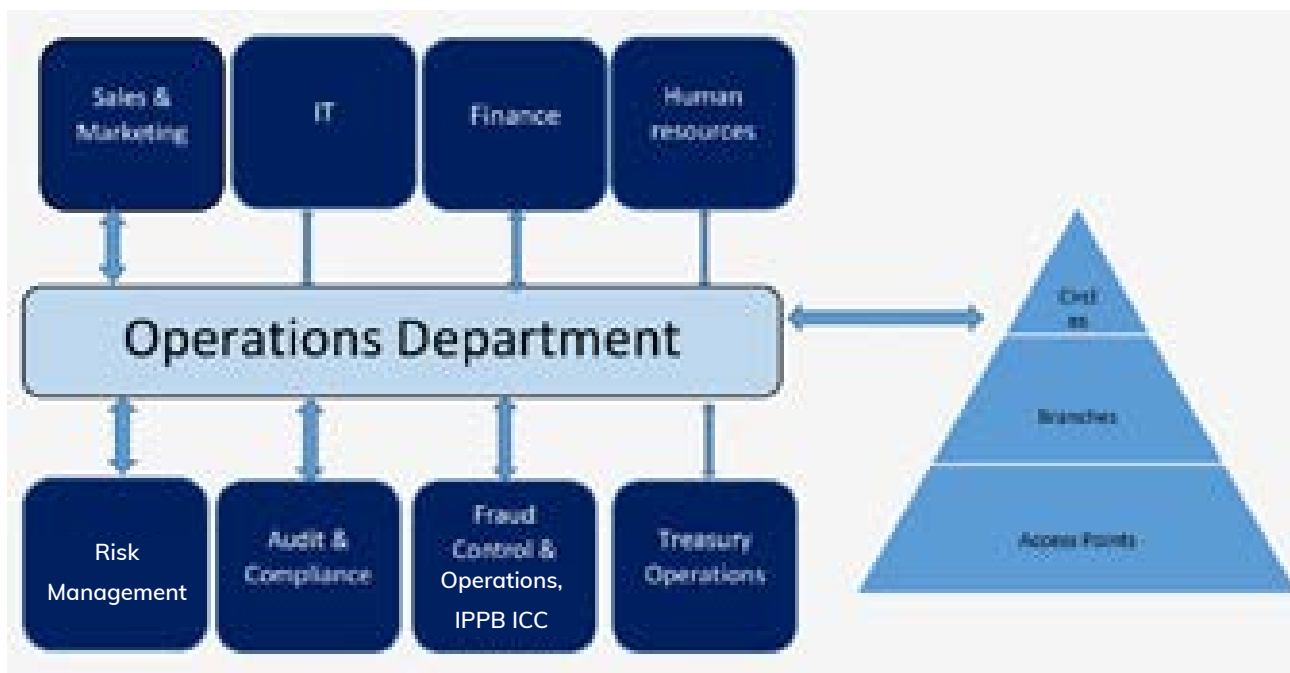 Sales &
Marketing
IT
Finance
Human
resources
Operations Department
Branches
Access Points
Risk
Management
Audit &
Compliance
Fraud
Control &
Operations,
IPPB ICC
Treasury
Operations